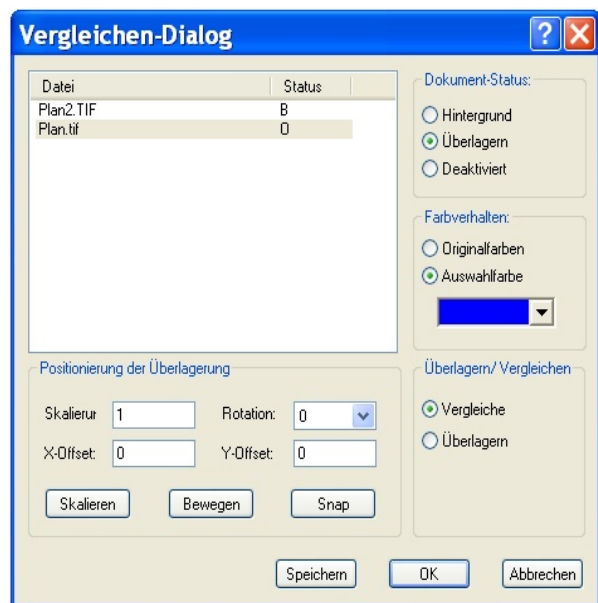 Vergleichen-Dialog
Datei Status
Plan2.TIF B
Plan.tif O
Dokument-Status:
Hintergrund
Überlagern
Deaktiviert
Farbverhalten:
Originalfarben
Auswahlfarbe
Positionierung der Überlagerung
Skalierur 1 Rotation: 0
X-Offset: 0 Y-Offset: 0
Skalieren Bewegen Snap
Überlagern/ Vergleichen
Vergleiche
Überlagern
Speichern OK Abbrechen